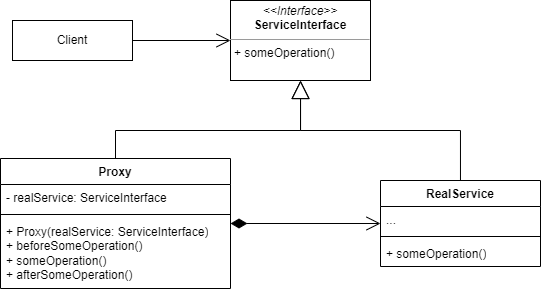 <<Interface>>
ServiceInterface
+ someOperation()
Client
Proxy
- realService: ServiceInterface
+ Proxy(realService: ServiceInterface)
+ beforeSomeOperation()
+ someOperation()
+ afterSomeOperation()
RealService
...
+ someOperation()